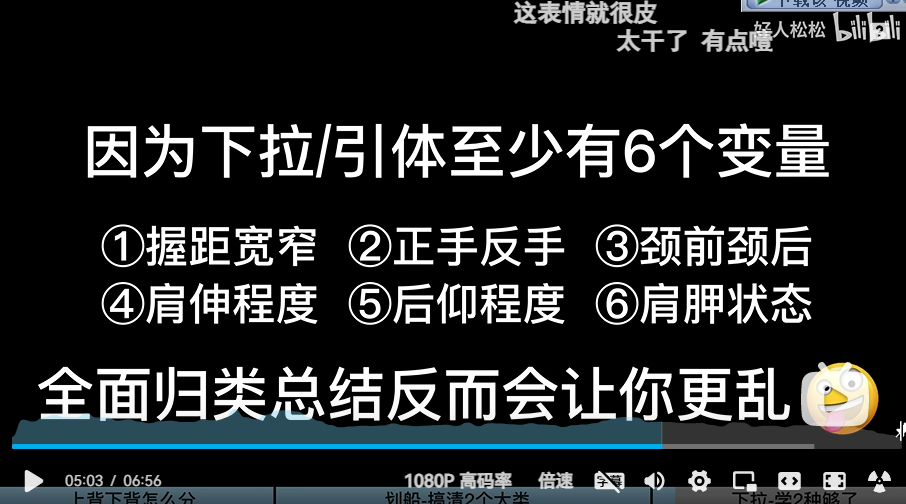 下载该视频
这表情就很皮
好人松松 bilibili
太干了 有点噎
因为下拉/引体至少有6个变量
①握距宽窄 ②正手反手 ③颈前颈后
④肩伸程度 ⑤后仰程度 ⑥肩胛状态
全面归类总结反而会让你更乱
05:03 / 06:56 1080P 高码率 倍速 字幕
上背下背怎么分 划船-搞清2个大类 下拉-学2种够了